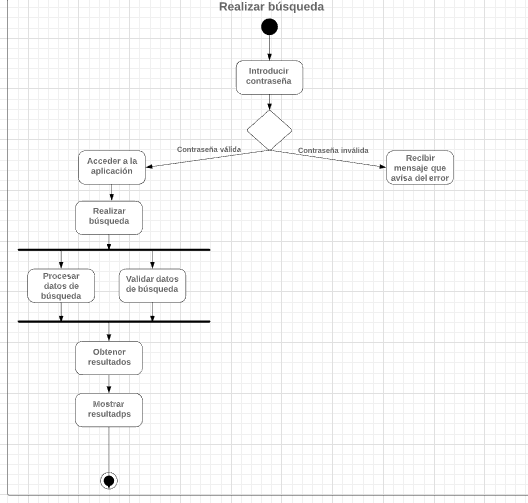 Realizar búsqueda
Introducir
contraseña
Contraseña válida
Contraseña inválida
Acceder a la
aplicación
Recibir
mensaje que
avisa del error
Realizar
búsqueda
Procesar
datos de
búsqueda
Validar datos
de búsqueda
Obtener
resultados
Mostrar
resultadps